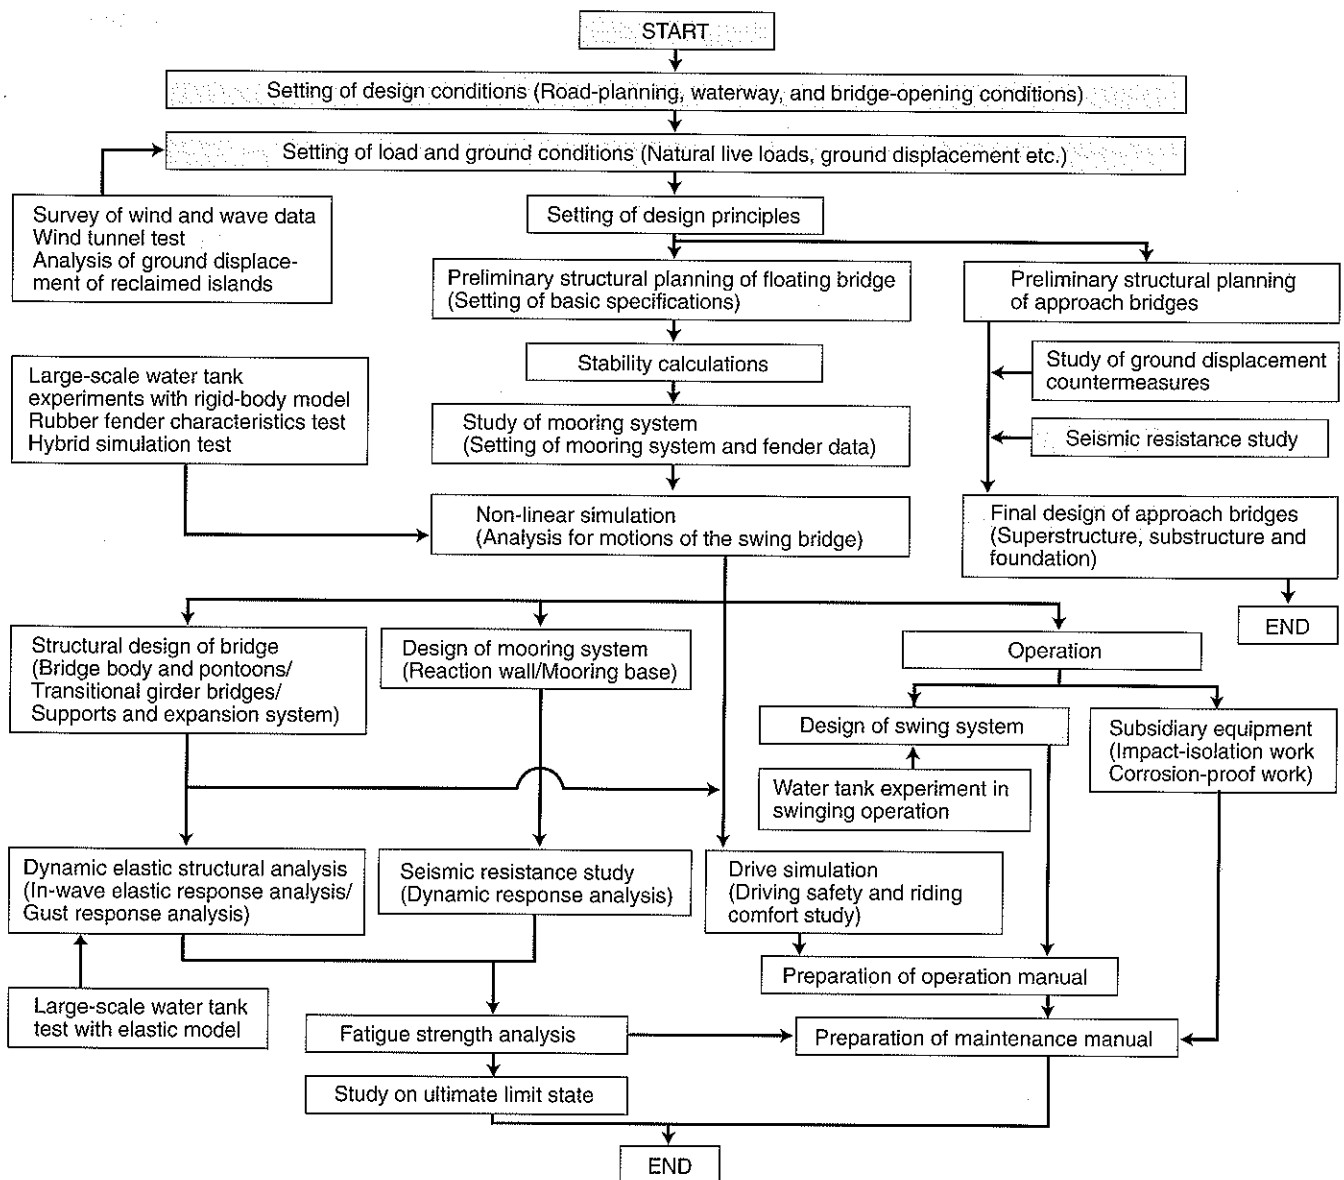 START
Setting of design conditions (Road-planning, waterway, and bridge-opening conditions)
Setting of load and ground conditions (Natural live loads, ground displacement etc.)
Survey of wind and wave data
Wind tunnel test
Analysis of ground displace-
ment of reclaimed islands
Setting of design principles
Preliminary structural planning of floating bridge
(Setting of basic specifications)
Preliminary structural planning
of approach bridges
Stability calculations
Study of ground displacement
countermeasures
Large-scale water tank
experiments with rigid-body model
Rubber fender characteristics test
Hybrid simulation test
Study of mooring system
(Setting of mooring system and fender data)
Seismic resistance study
Non-linear simulation
(Analysis for motions of the swing bridge)
Final design of approach bridges
(Superstructure, substructure and
foundation)
END
Structural design of bridge
(Bridge body and pontoons/
Transitional girder bridges/
Supports and expansion system)
Design of mooring system
(Reaction wall/Mooring base)
Operation
Design of swing system
Subsidiary equipment
(Impact-isolation work
Corrosion-proof work)
Water tank experiment in
swinging operation
Dynamic elastic structural analysis
(In-wave elastic response analysis/
Gust response analysis)
Seismic resistance study
(Dynamic response analysis)
Drive simulation
(Driving safety and riding
comfort study)
Preparation of operation manual
Large-scale water tank
test with elastic model
Fatigue strength analysis
Preparation of maintenance manual
Study on ultimate limit state
END